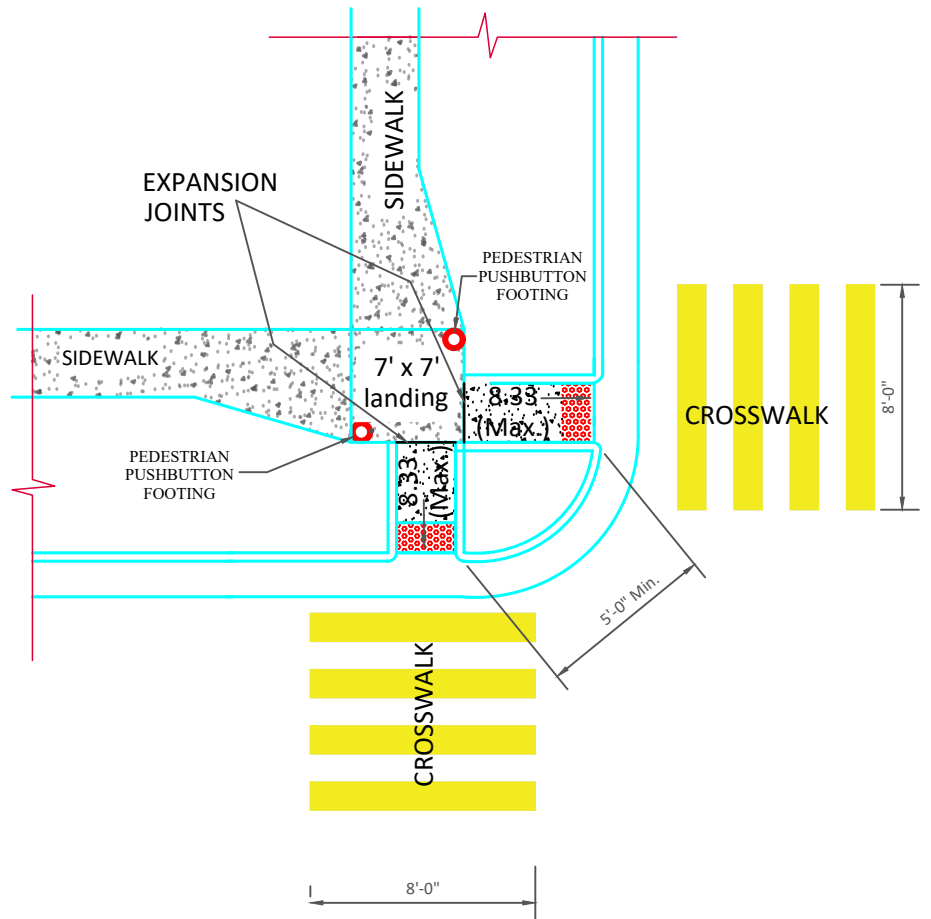 SIDEWALK
EXPANSION
JOINTS
PEDESTRIAN
PUSHBUTTON
FOOTING
SIDEWALK
7' x 7'
landing
8.33
(Max.)
CROSSWALK
8'-0"
PEDESTRIAN
PUSHBUTTON
FOOTING
8.33
(Max.)
5'-0" Min.
CROSSWALK
8'-0"